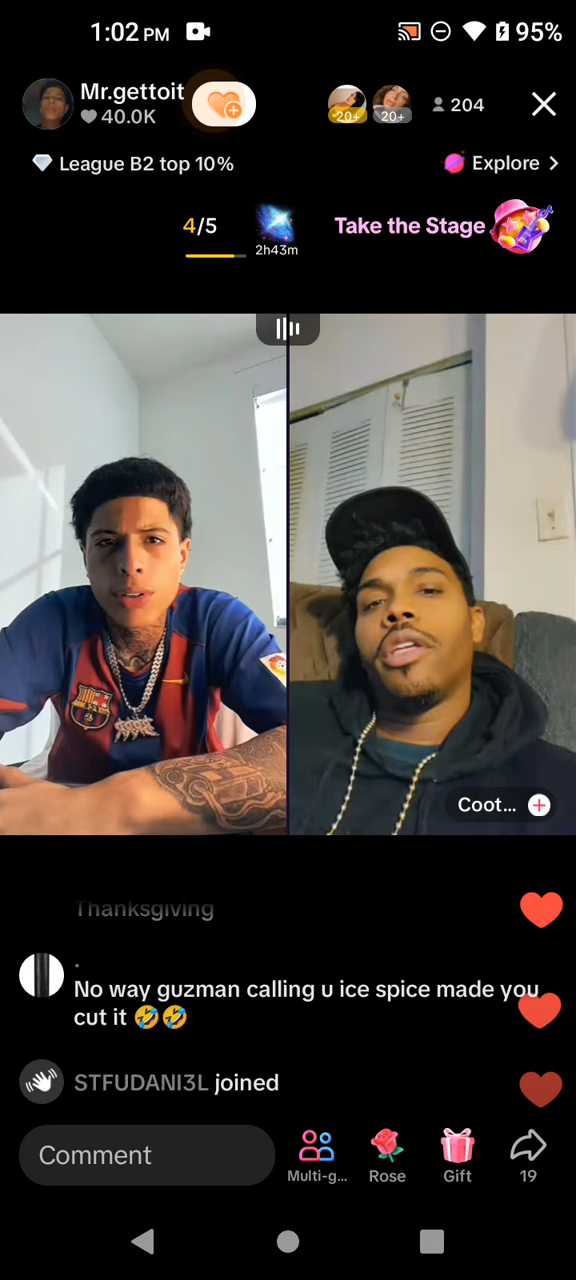 1:02 PM
95%
Mr.gettoit
40.0K
20+
20+
204
League B2 top 10%
Explore
4/5
2h43m
Take the Stage
Coot...
Thanksgiving
.
No way guzman calling u ice spice made you
cut it 🤣🤣
STFUDANI3L joined
Comment
Multi-g...
Rose
Gift
19